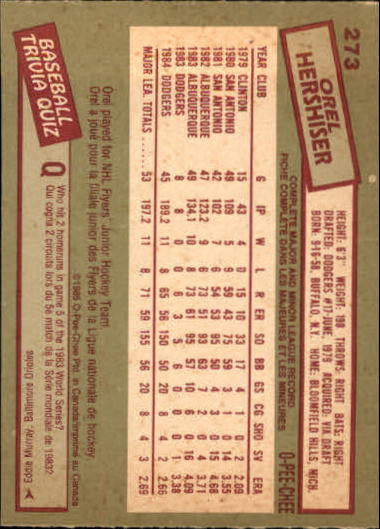 273
OREL
HERSHISER
HEIGHT: 6'3" WEIGHT: 190 THROWS: RIGHT BATS: RIGHT
DRAFTED: DODGERS #17-JUNE, 1979 ACQUIRED: VIA DRAFT
BORN: 9-16-58, BUFFALO, N.Y. HOME: BLOOMFIELD HILLS, MICH.
COMPLETE MAJOR AND MINOR LEAGUE RECORD
FICHE COMPLÈTE DANS LES MAJEURES ET LES MINEURES
O-PEE-CHEE
YEAR CLUB G IP W L R ER SO BB GS CG SHO SV ERA
1979 CLINTON 15 43 4 0 15 10 33 17 4 1 0 2 2.09
1980 SAN ANTONIO 49 109 5 9 59 43 75 59 3 1 0 14 3.55
1981 SAN ANTONIO 42 102 7 6 54 53 95 50 4 3 0 15 4.68
1982 ALBUQUERQUE 47 123.2 9 6 73 51 93 63 7 2 0 4 3.71
1983 ALBUQUERQUE 49 134.1 10 8 73 61 95 57 10 6 0 16 4.09
1983 DODGERS 8 8 0 0 6 3 5 6 0 0 0 1 3.38
1984 DODGERS 45 189.2 11 8 65 56 150 50 20 8 4 2 2.66
MAJOR LEA. TOTALS 53 197.2 11 8 71 59 155 56 20 8 4 3 2.69
Orel played for NHL Flyers' Junior Hockey Team.
Orel a joué pour la filiale junior des Flyers de la Ligue nationale de hockey.
©1985 O-Pee-Chee Ptd. in Canada/Imprimé au Canada
BASEBALL
TRIVIA QUIZ
Q Who hit 2 homeruns in game 5 of the 1983 World Series?
Qui cogna 2 circuits lors du 5e match de la Série mondiale de 1983?
A Eddie Murray, Baltimore Orioles